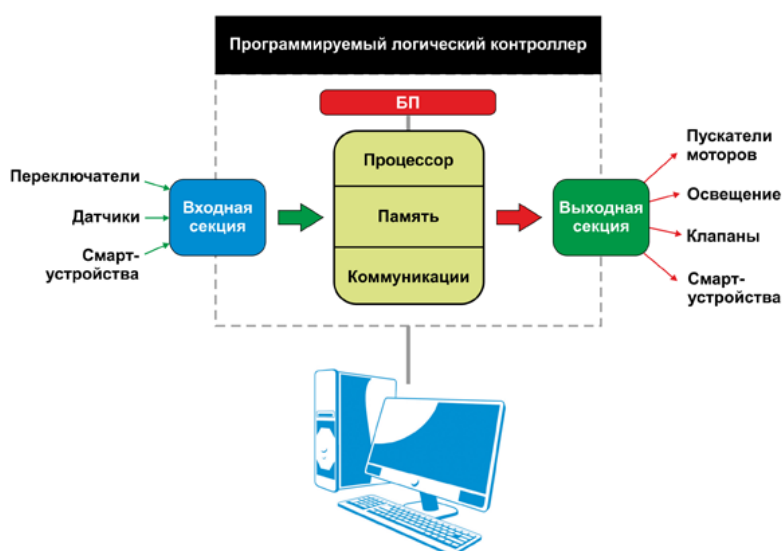 Программируемый логический контроллер
БП
Процессор
Память
Коммуникации
Переключатели
Датчики
Смарт-
устройства
Входная
секция
Выходная
секция
Пускатели
моторов
Освещение
Клапаны
Смарт-
устройства